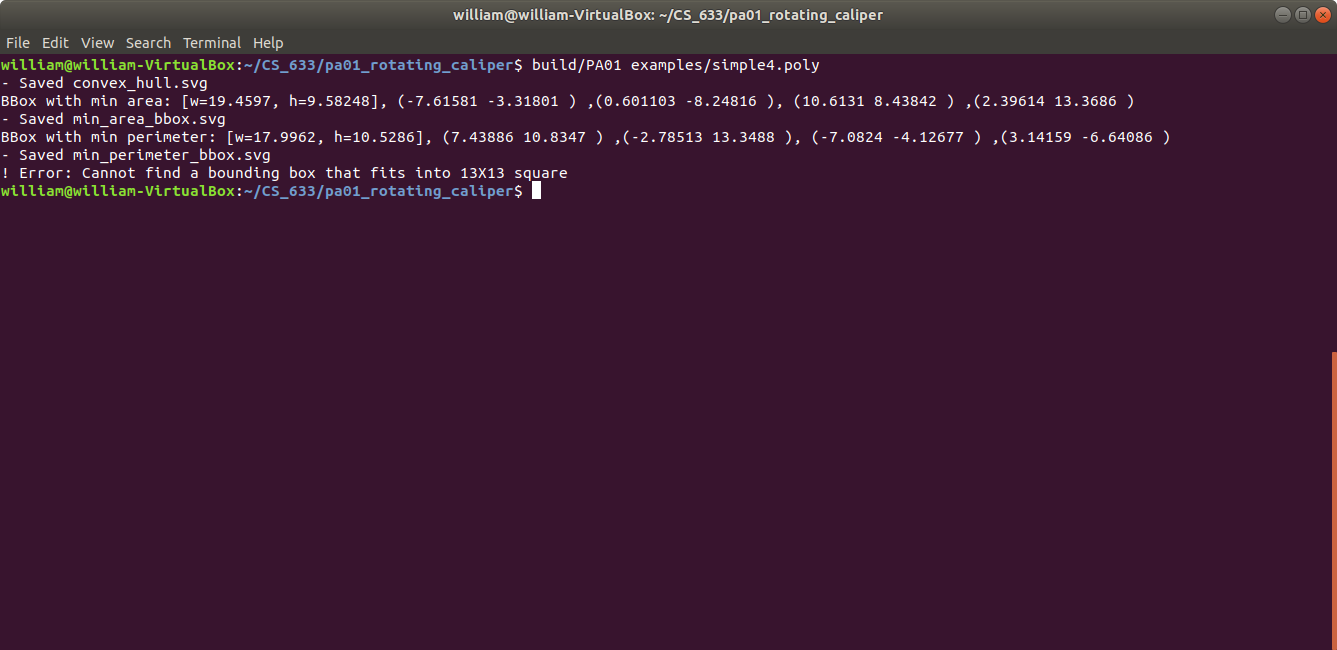 william@william-VirtualBox: ~/CS_633/pa01_rotating_caliper
File Edit View Search Terminal Help
william@william-VirtualBox:~/CS_633/pa01_rotating_caliper$ build/PA01 examples/simple4.poly
- Saved convex_hull.svg
BBox with min area: [w=19.4597, h=9.58248], (-7.61581 -3.31801 ) ,(0.601103 -8.24816 ), (10.6131 8.43842 ) ,(2.39614 13.3686 )
- Saved min_area_bbox.svg
BBox with min perimeter: [w=17.9962, h=10.5286], (7.43886 10.8347 ) ,(-2.78513 13.3488 ), (-7.0824 -4.12677 ) ,(3.14159 -6.64086 )
- Saved min_perimeter_bbox.svg
! Error: Cannot find a bounding box that fits into 13X13 square
william@william-VirtualBox:~/CS_633/pa01_rotating_caliper$